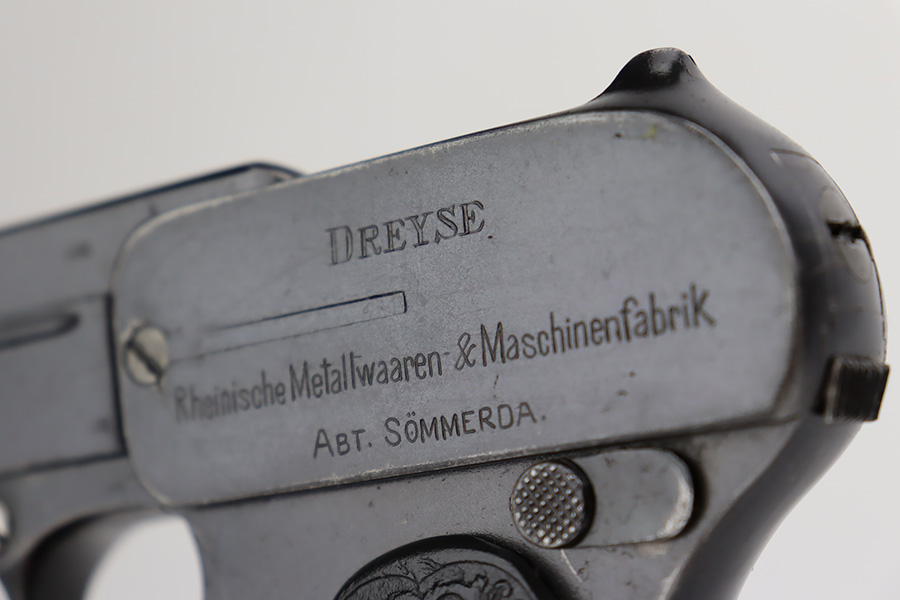 DREYSE.
Rheinische Metallwaaren- & Maschinenfabrik
ABT. SÖMMERDA.